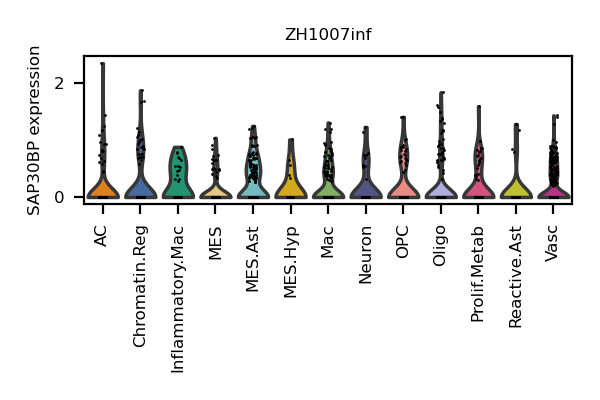 ZH1007inf
SAP30BP expression
2
0
AC
Chromatin.Reg
Inflammatory.Mac
MES
MES.Ast
MES.Hyp
Mac
Neuron
OPC
Oligo
Prolif.Metab
Reactive.Ast
Vasc